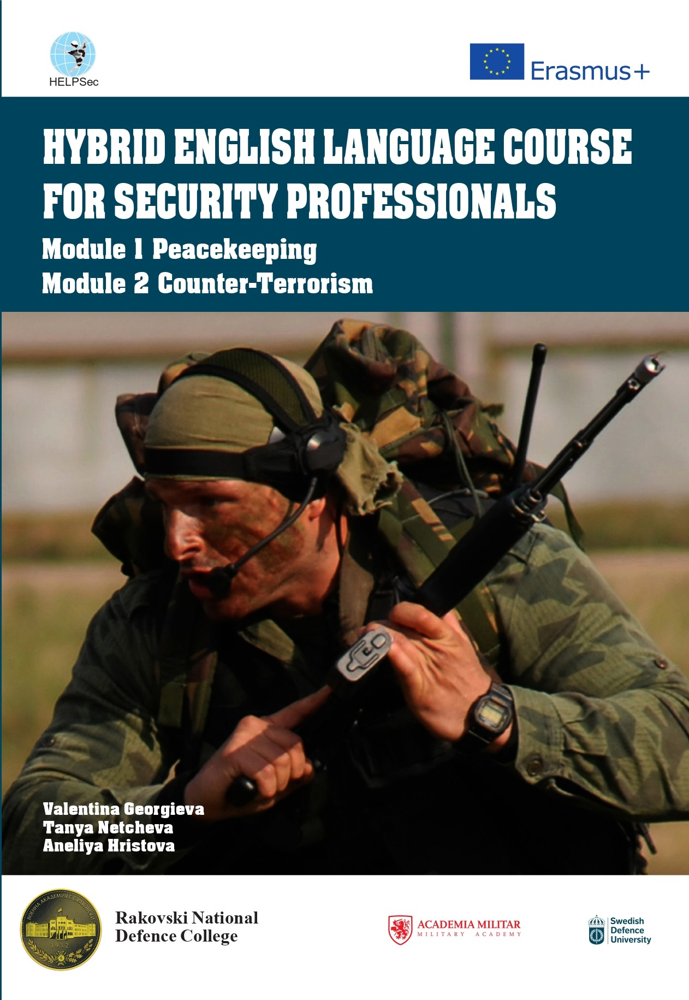 HELPSec
Erasmus+
HYBRID ENGLISH LANGUAGE COURSE
FOR SECURITY PROFESSIONALS
Module 1 Peacekeeping
Module 2 Counter-Terrorism
Valentina Georgieva
Tanya Netcheva
Aneliya Hristova
ВОЕННА АКАДЕМИЯ Г. С. РАКОВСКИ
1912
Rakovski National
Defence College
ACADEMIA MILITAR
MILITARY ACADEMY
Swedish
Defence
University